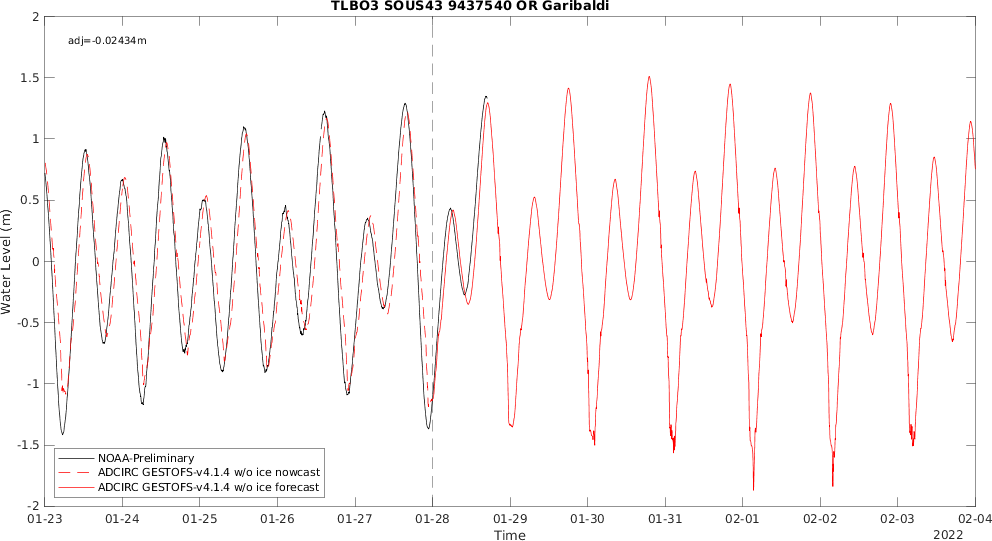 TLBO3 SOUS43 9437540 OR Garibaldi
adj=-0.02434m
2
1.5
1
0.5
0
-0.5
-1
-1.5
-2
Water Level (m)
NOAA-Preliminary
ADCIRC GESTOFS-v4.1.4 w/o ice nowcast
ADCIRC GESTOFS-v4.1.4 w/o ice forecast
01-23 01-24 01-25 01-26 01-27 01-28 01-29 01-30 01-31 02-01 02-02 02-03 02-04
Time
2022